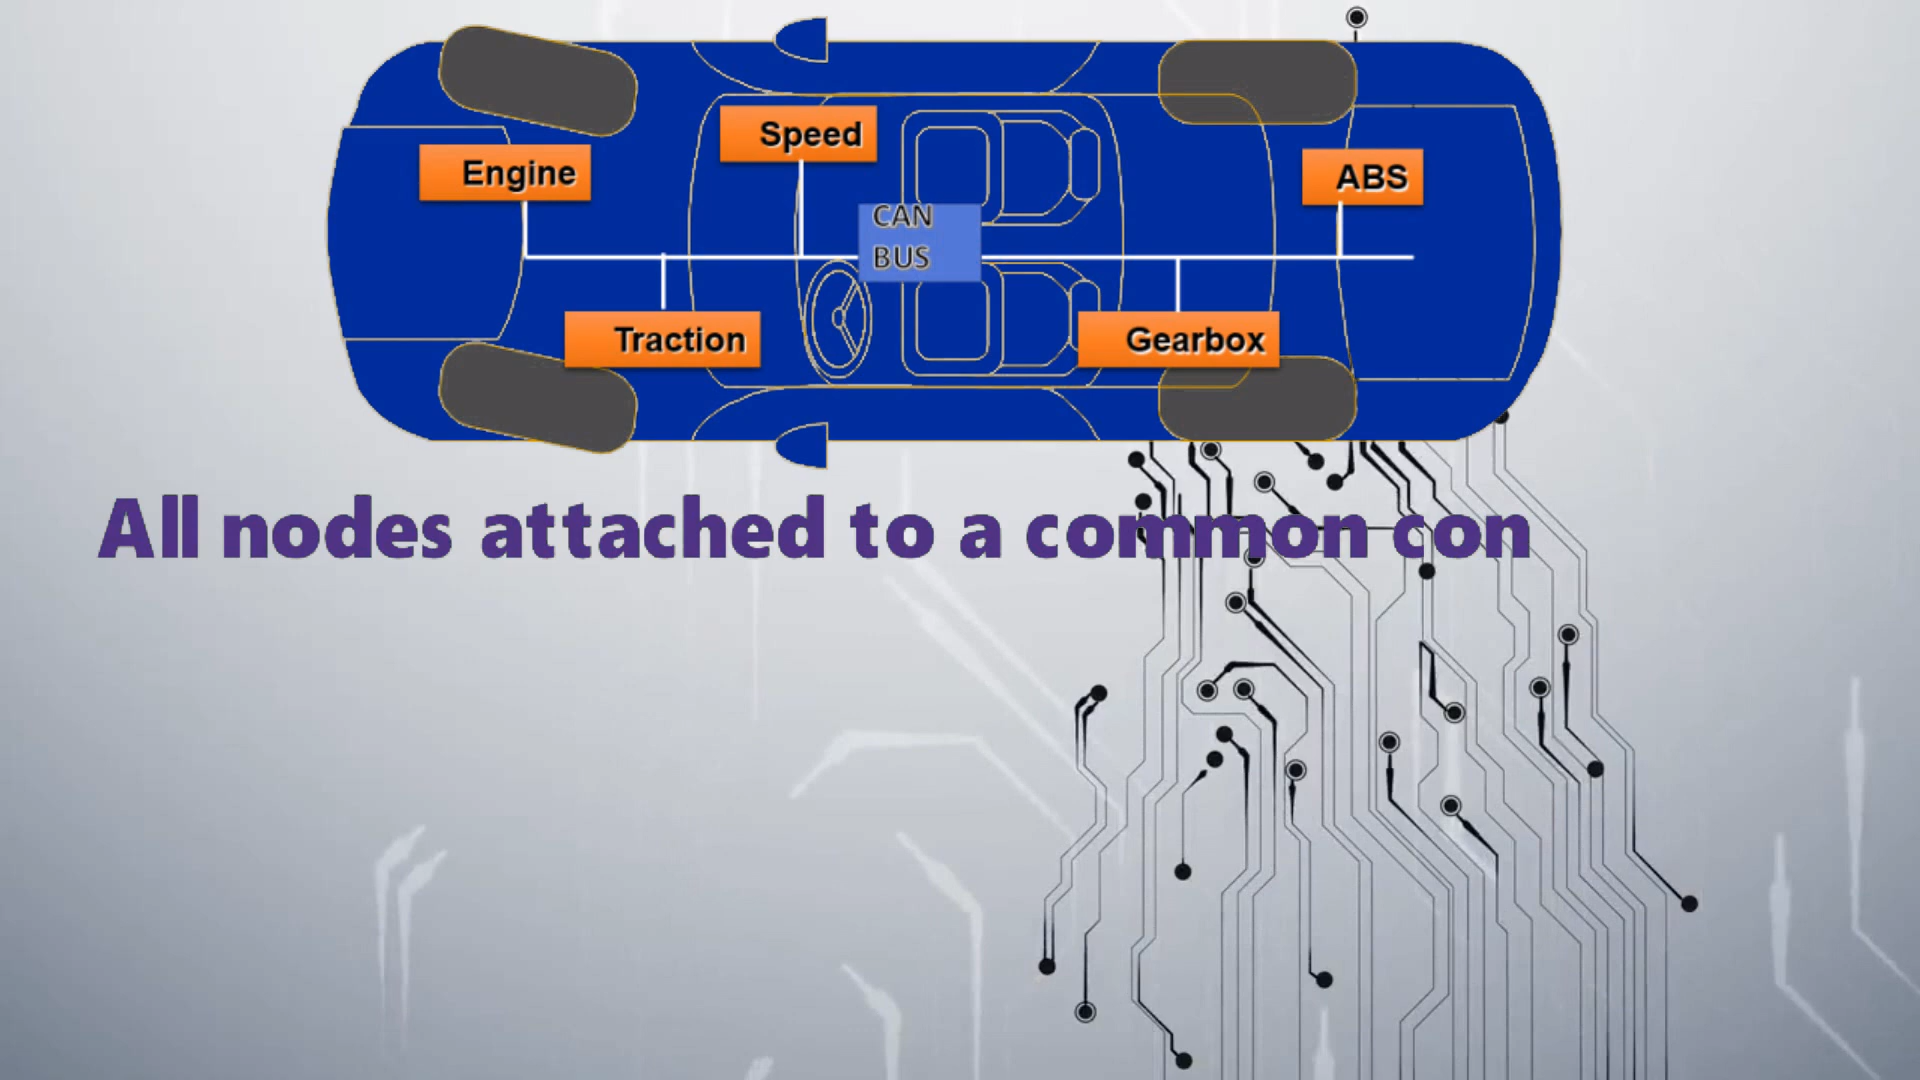 Speed
Engine
ABS
CAN
BUS
Traction
Gearbox
All nodes attached to a common con